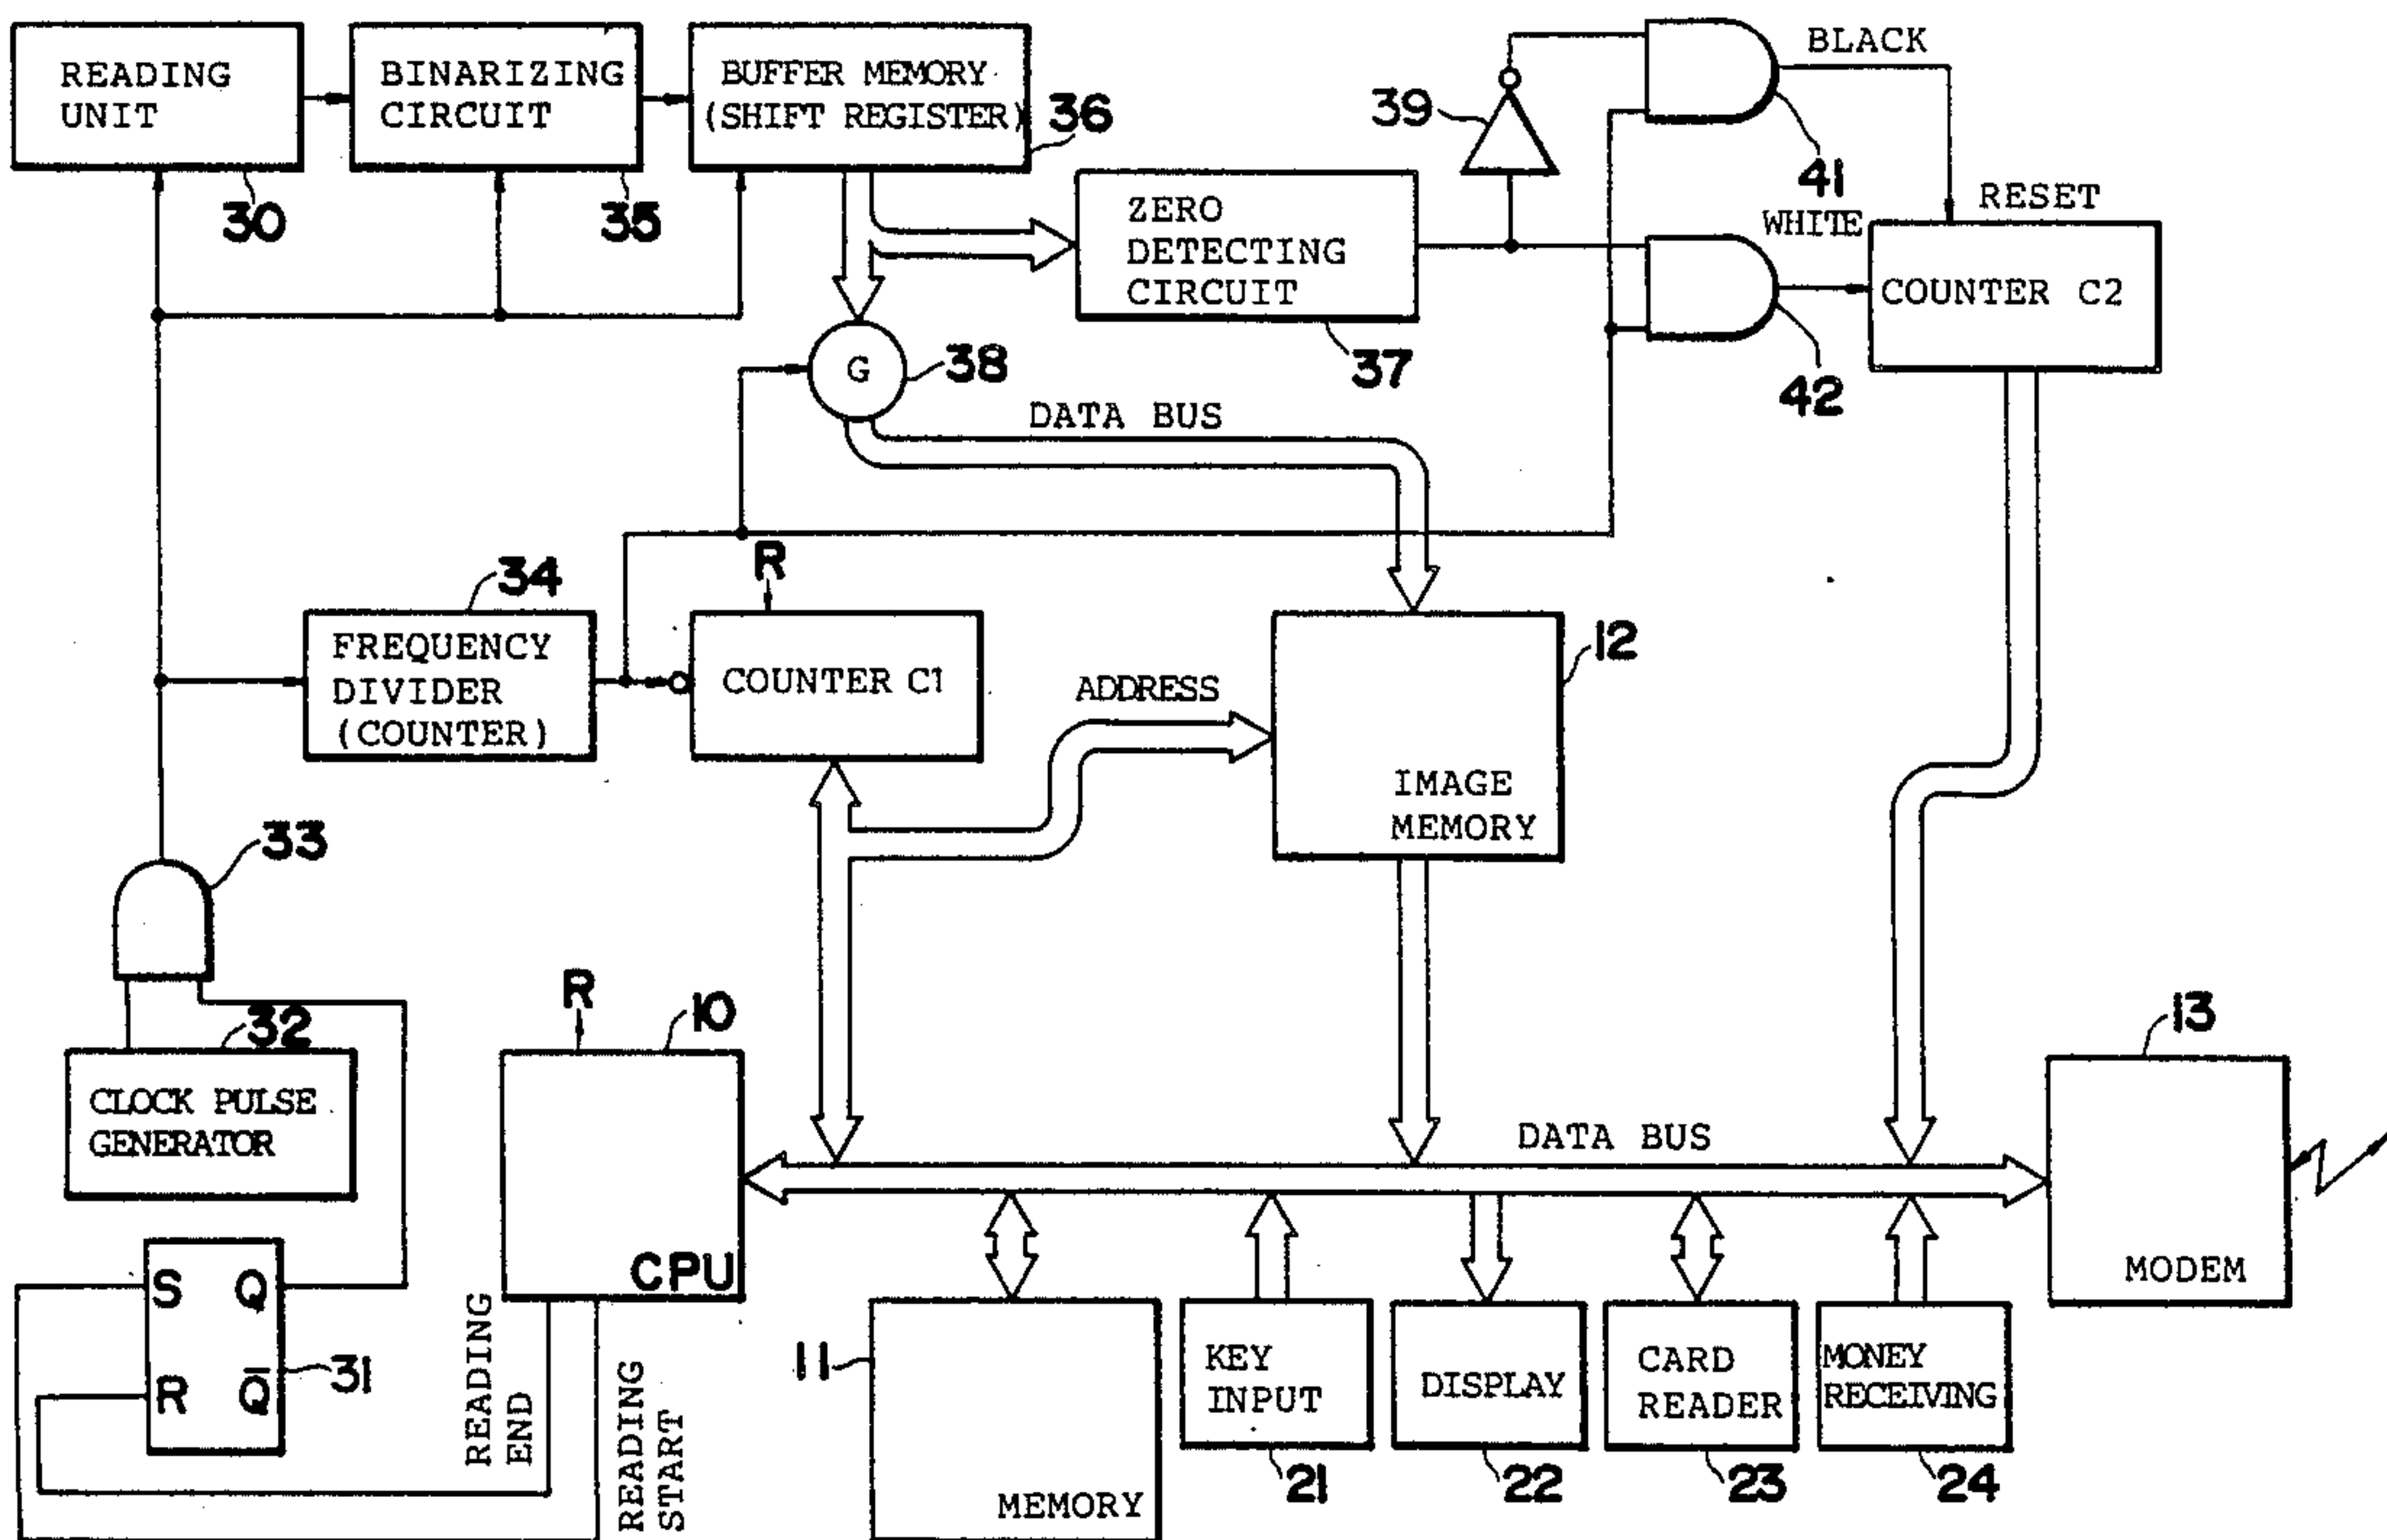 READING
UNIT
30
BINARIZING
CIRCUIT
35
BUFFER MEMORY
(SHIFT REGISTER)
36
39
BLACK
41
WHITE
RESET
ZERO
DETECTING
CIRCUIT
37
42
COUNTER C2
G
38
DATA BUS
34
FREQUENCY
DIVIDER
(COUNTER)
R
COUNTER C1
ADDRESS
12
IMAGE
MEMORY
33
32
CLOCK PULSE
GENERATOR
R
10
CPU
DATA BUS
13
MODEM
S Q
R Q̅
31
READING
END
READING
START
11
MEMORY
KEY
INPUT
21
DISPLAY
22
CARD
READER
23
MONEY
RECEIVING
24